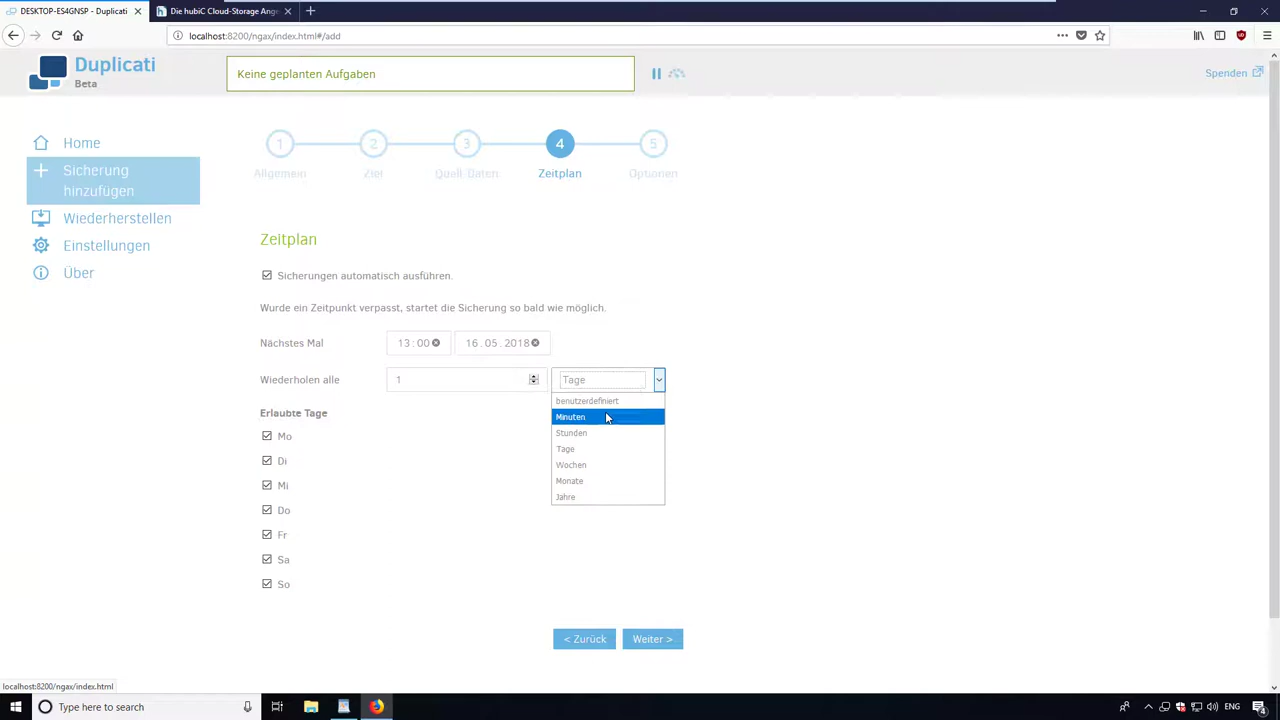 DESKTOP-ES4GNSP - Duplicati
Die hubiC Cloud-Storage Ange
localhost:8200/ngax/index.html#/add
Duplicati
Beta
Keine geplanten Aufgaben
Spenden
Home
Sicherung
hinzufügen
Wiederherstellen
Einstellungen
Über
1
2
3
4
5
Allgemein
Ziel
Quell-Daten
Zeitplan
Optionen
Zeitplan
Sicherungen automatisch ausführen.
Wurde ein Zeitpunkt verpasst, startet die Sicherung so bald wie möglich.
Nächstes Mal
13:00
16.05.2018
Wiederholen alle
1
Tage
benutzerdefiniert
Minuten
Stunden
Tage
Wochen
Monate
Jahre
Erlaubte Tage
Mo
Di
Mi
Do
Fr
Sa
So
< Zurück
Weiter >
localhost:8200/ngax/index.html
Type here to search
ENG
4